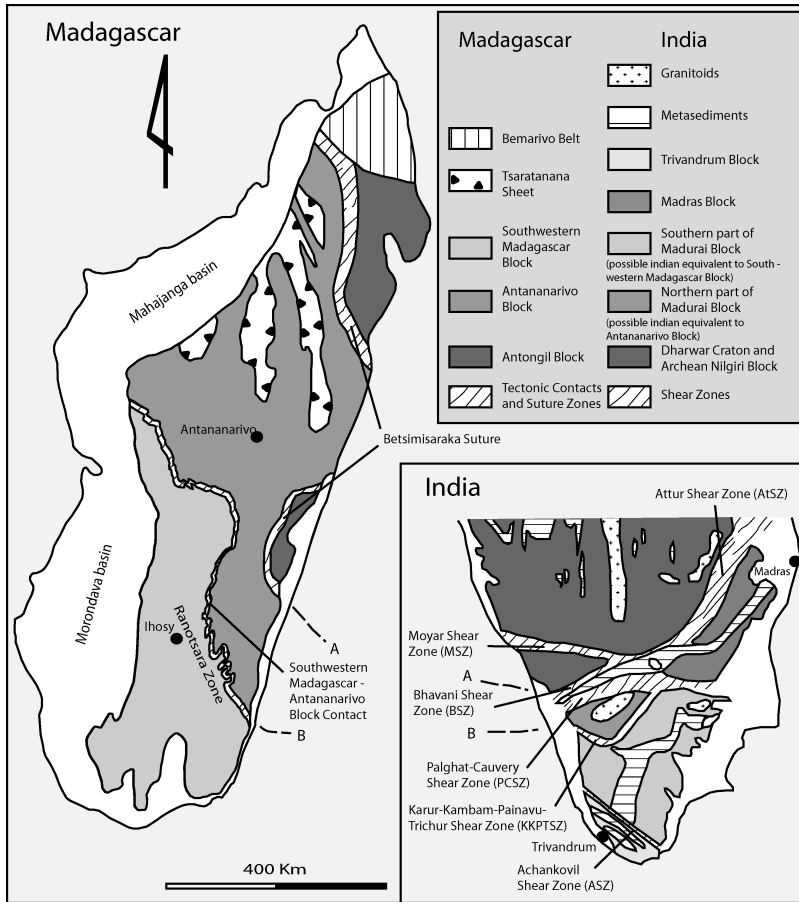 Madagascar
Mahajanga basin
Antananarivo
Betsimisaraka Suture
Morondava basin
Ihosy
Ranotsara Zone
A
Southwestern
Madagascar -
Antananarivo
Block Contact
B
400 Km
Madagascar
Bemarivo Belt
Tsaratanana
Sheet
Southwestern
Madagascar
Block
Antananarivo
Block
Antongil Block
Tectonic Contacts
and Suture Zones
India
Granitoids
Metasediments
Trivandrum Block
Madras Block
Southern part of
Madurai Block
(possible indian equivalent to South -
western Madagascar Block)
Northern part of
Madurai Block
(possible indian equivalent to
Antananarivo Block)
Dharwar Craton and
Archean Nilgiri Block
Shear Zones
India
Attur Shear Zone (AtSZ)
Madras
Moyar Shear
Zone (MSZ)
A
Bhavani Shear
Zone (BSZ)
B
Palghat-Cauvery
Shear Zone (PCSZ)
Karur-Kambam-Painavu-
Trichur Shear Zone (KKPTSZ)
Trivandrum
Achankovil
Shear Zone (ASZ)